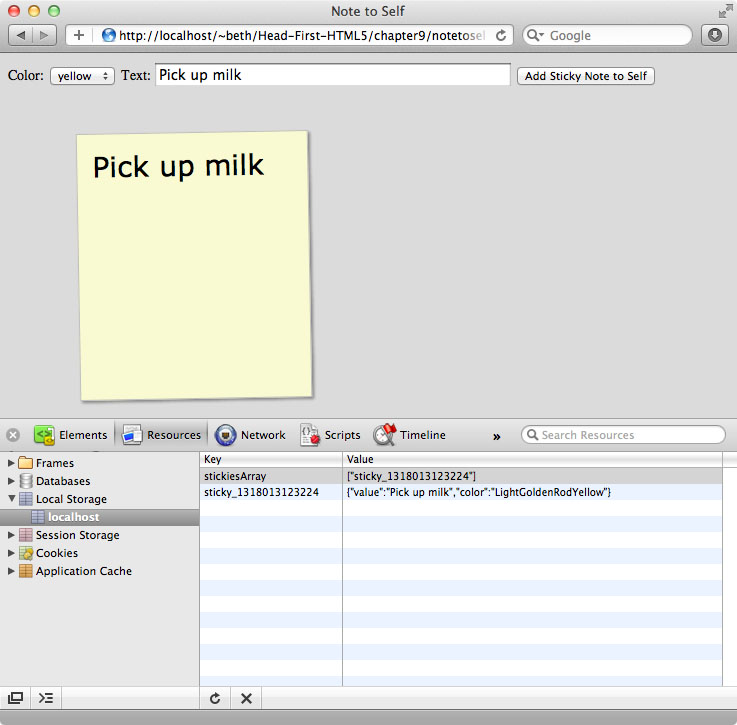 Note to Self
http://localhost/~beth/Head-First-HTML5/chapter9/notetosel
Google
Color: yellow Text: Pick up milk Add Sticky Note to Self
Pick up milk
Elements Resources Network Scripts Timeline » Search Resources
Key Value
Frames
stickiesArray ["sticky_1318013123224"]
Databases
sticky_1318013123224 {"value":"Pick up milk","color":"LightGoldenRodYellow"}
Local Storage
localhost
Session Storage
Cookies
Application Cache